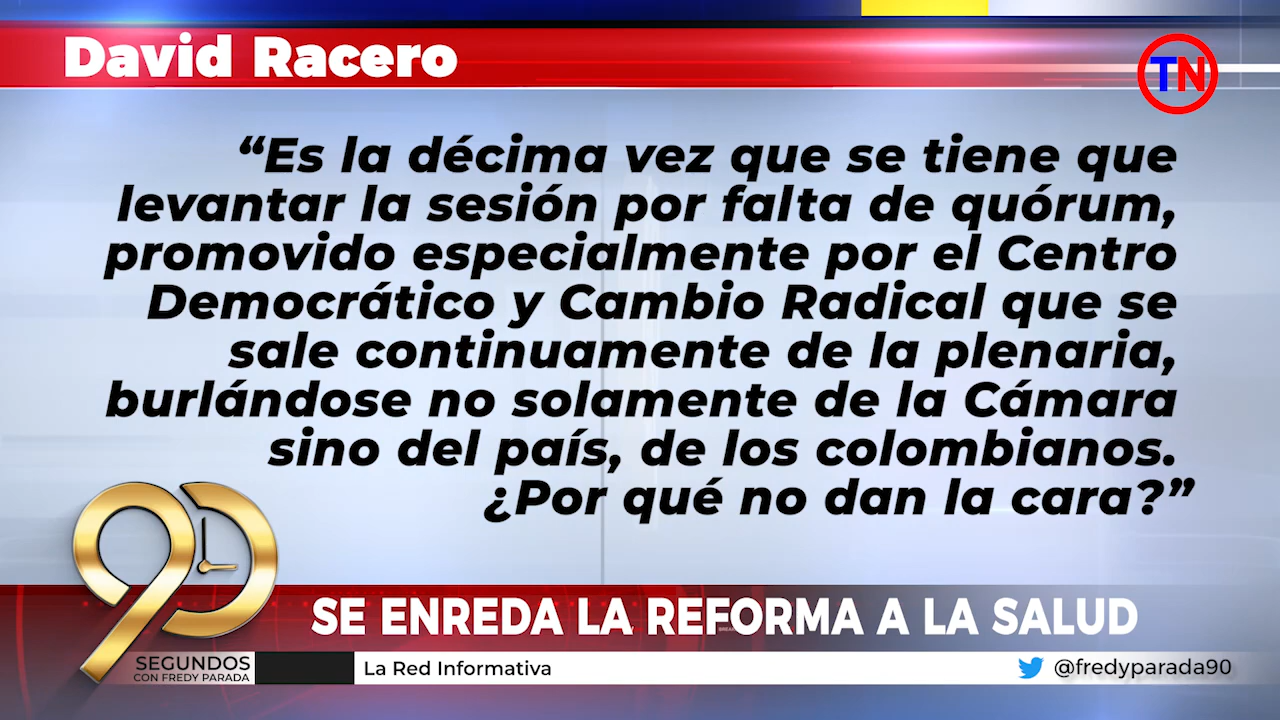 David Racero
TN
“Es la décima vez que se tiene que
levantar la sesión por falta de quórum,
promovido especialmente por el Centro
Democrático y Cambio Radical que se
sale continuamente de la plenaria,
burlándose no solamente de la Cámara
sino del país, de los colombianos.
¿Por qué no dan la cara?”
90
SE ENREDA LA REFORMA A LA SALUD
SEGUNDOS
CON FREDY PARADA
La Red Informativa
@fredyparada90